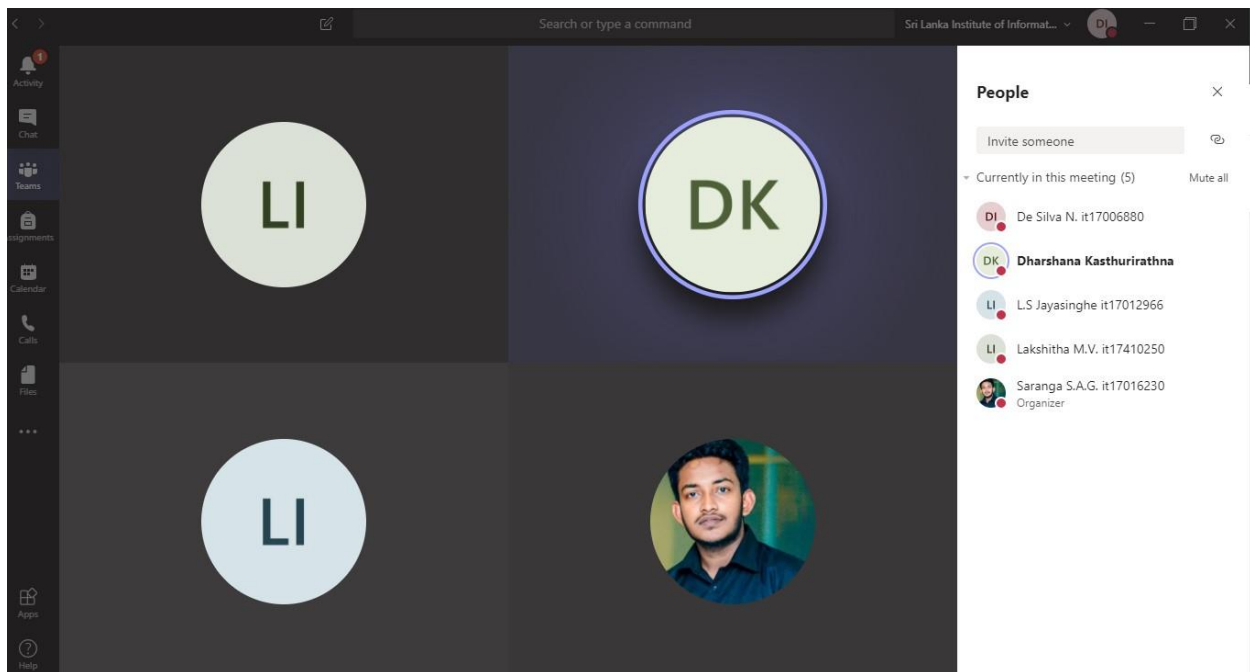 Search or type a command
Sri Lanka Institute of Informat...
DI
1
Activity
Chat
Teams
ssignments
Calendar
Calls
Files
Apps
Help
LI
DK
LI
People
Invite someone
Currently in this meeting (5) Mute all
DI De Silva N. it17006880
DK Dharshana Kasthurirathna
LI L.S Jayasinghe it17012966
LI Lakshitha M.V. it17410250
Saranga S.A.G. it17016230
Organizer